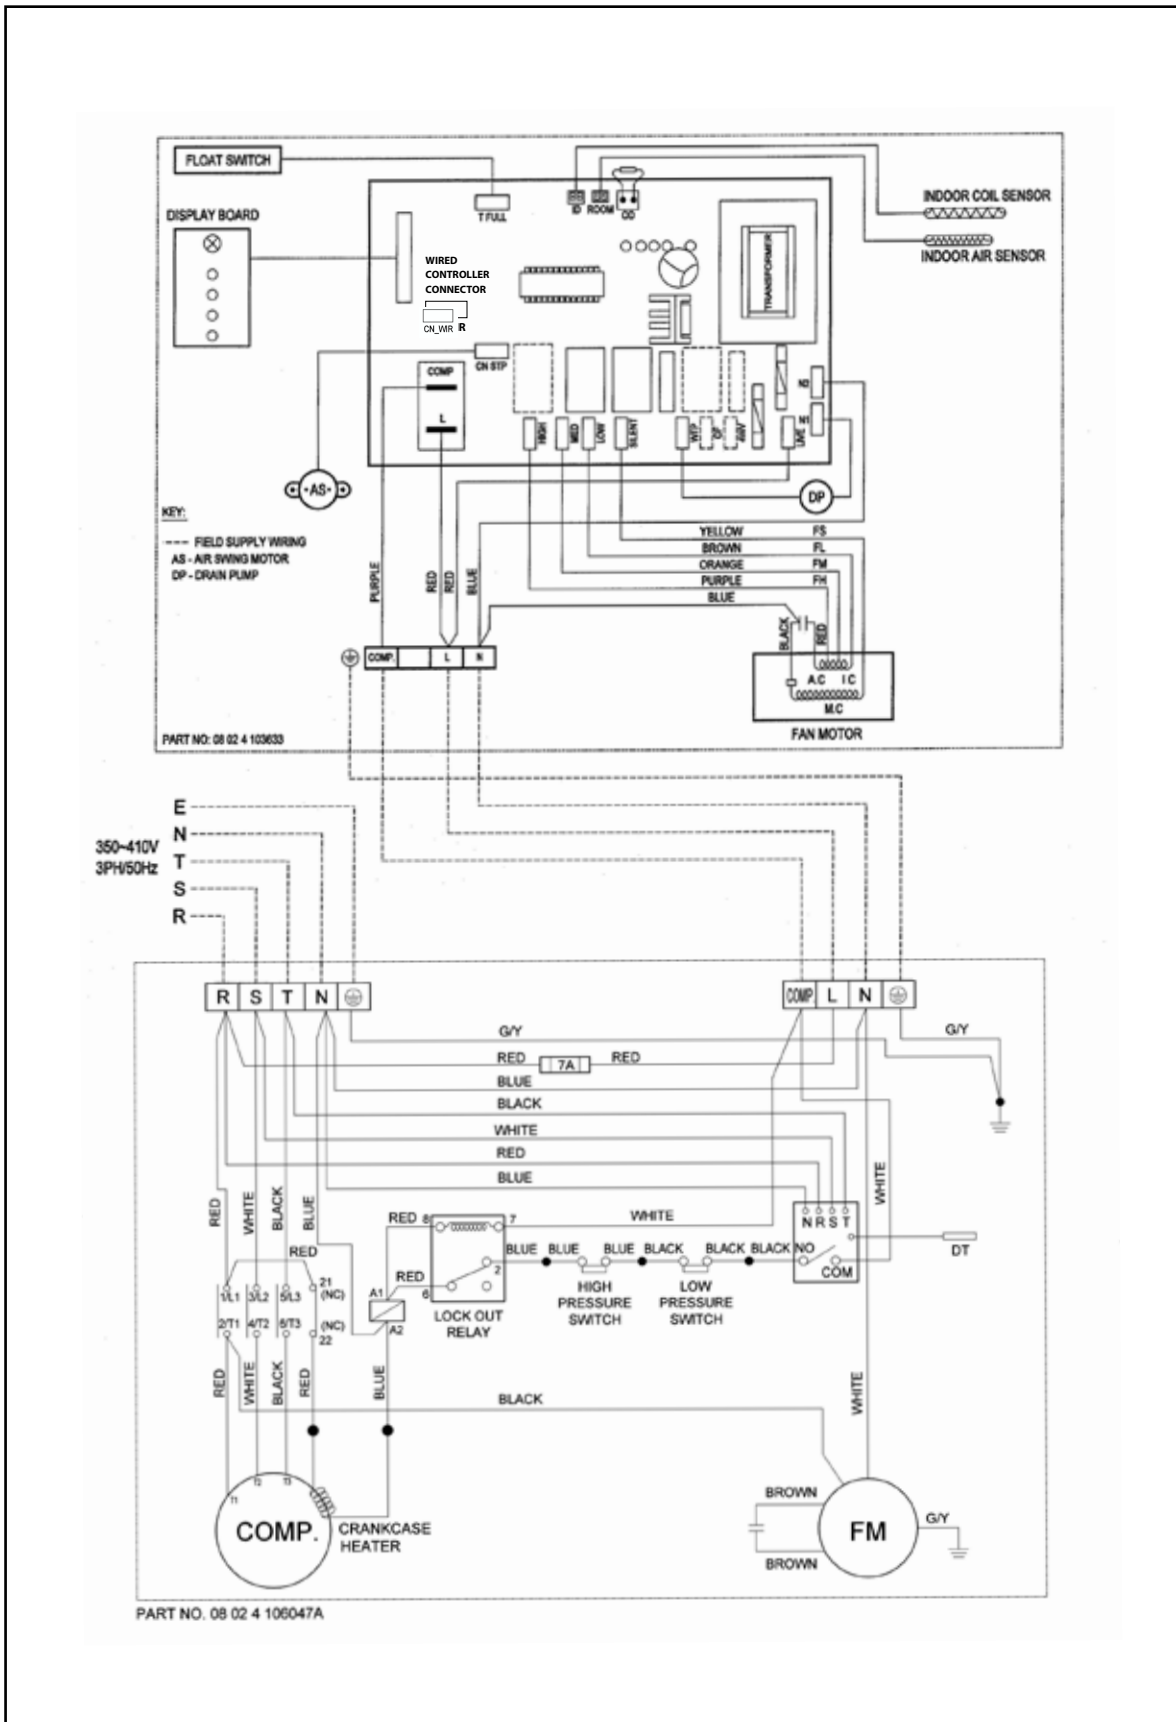 FLOAT SWITCH
T FULL
ID
ROOM
OD
INDOOR COIL SENSOR
INDOOR AIR SENSOR
DISPLAY BOARD
WIRED
CONTROLLER
CONNECTOR
CN_WIR R
TRANSFORMER
CN STP
COMP
L
HIGH
MED
LOW
SILENT
WTP
OP
4WV
LIVE
N2
N1
AS
DP
KEY:
---- FIELD SUPPLY WIRING
AS - AIR SWING MOTOR
DP - DRAIN PUMP
PURPLE
RED
RED
BLUE
YELLOW FS
BROWN FL
ORANGE FM
PURPLE FH
BLUE
BLACK
RED
COMP. L N
A.C I C
M.C
FAN MOTOR
PART NO: 08 02 4 103633
E
N
350~410V
3PH/50Hz
T
S
R
R S T N
COMP. L N
G/Y
G/Y
RED 7A RED
BLUE
BLACK
WHITE
RED
BLUE
RED
WHITE
BLACK
BLUE
WHITE
RED 8
7 WHITE
N R S T
BLUE BLUE BLUE BLACK BLACK BLACK NO
COM
DT
RED
RED
2
6
A1
A2
21
(NC)
1/L1 3/L2 5/L3
2/T1 4/T2 6/T3
(NC)
22
HIGH
PRESSURE
SWITCH
LOW
PRESSURE
SWITCH
LOCK OUT
RELAY
RED
WHITE
BLACK
RED
BLUE
BLACK
WHITE
T1
T2
T3
COMP.
CRANKCASE
HEATER
BROWN
BROWN
FM
G/Y
PART NO. 08 02 4 106047A